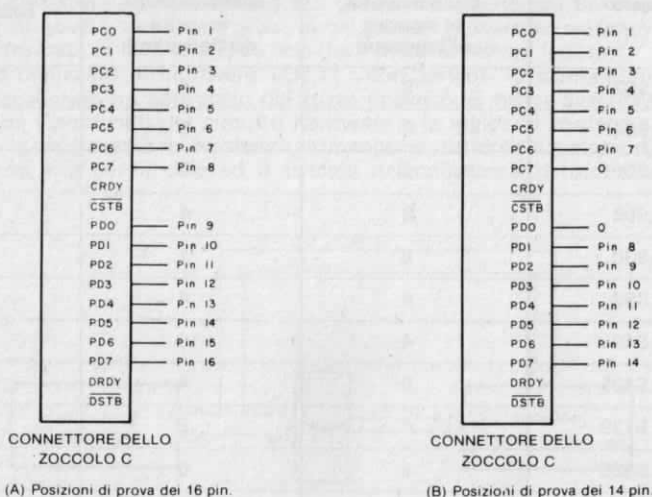 PC0 Pin 1
PC1 Pin 2
PC2 Pin 3
PC3 Pin 4
PC4 Pin 5
PC5 Pin 6
PC6 Pin 7
PC7 Pin 8
CRDY
CSTB
PD0 Pin 9
PD1 Pin 10
PD2 Pin 11
PD3 Pin 12
PD4 Pin 13
PD5 Pin 14
PD6 Pin 15
PD7 Pin 16
DRDY
DSTB
CONNETTORE DELLO
ZOCCOLO C
(A) Posizioni di prova dei 16 pin.
PC0 Pin 1
PC1 Pin 2
PC2 Pin 3
PC3 Pin 4
PC4 Pin 5
PC5 Pin 6
PC6 Pin 7
PC7 0
CRDY
CSTB
PD0 0
PD1 Pin 8
PD2 Pin 9
PD3 Pin 10
PD4 Pin 11
PD5 Pin 12
PD6 Pin 13
PD7 Pin 14
DRDY
DSTB
CONNETTORE DELLO
ZOCCOLO C
(B) Posizioni di prova dei 14 pin